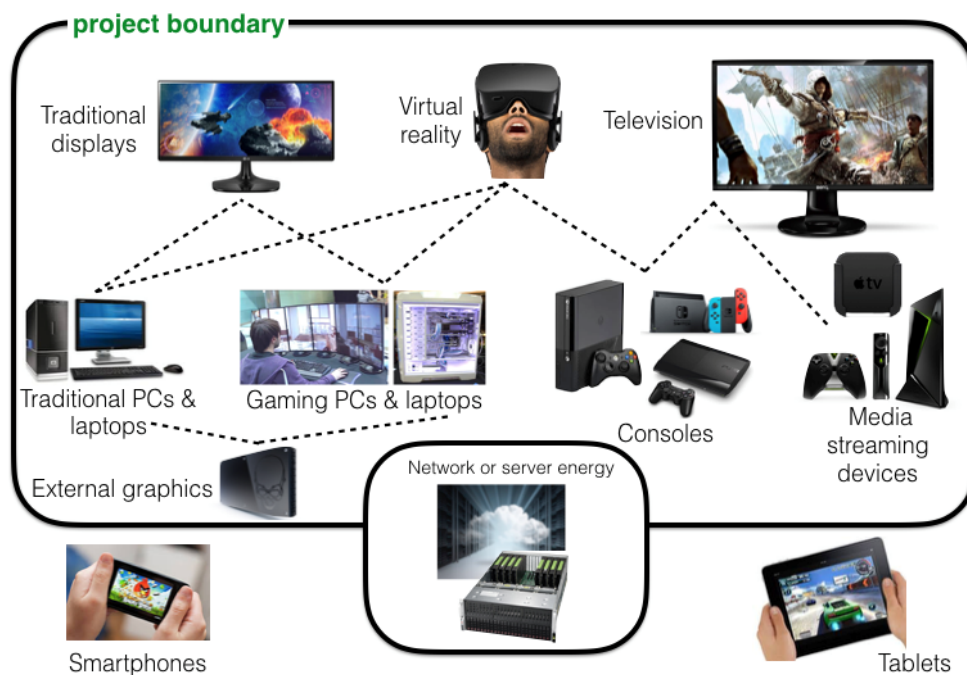 project boundary
Traditional
displays
Virtual
reality
Television
tv
Traditional PCs &
laptops
Gaming PCs & laptops
Consoles
Media
streaming
devices
External graphics
Network or server energy
Smartphones
Tablets